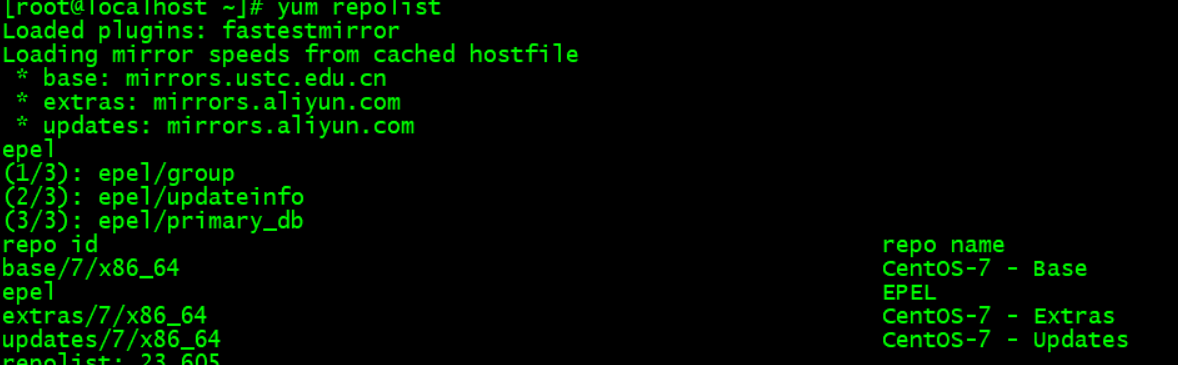 [root@localhost ~]# yum repolist
Loaded plugins: fastestmirror
Loading mirror speeds from cached hostfile
 * base: mirrors.ustc.edu.cn
 * extras: mirrors.aliyun.com
 * updates: mirrors.aliyun.com
epel
(1/3): epel/group
(2/3): epel/updateinfo
(3/3): epel/primary_db
repo id repo name
base/7/x86_64 CentOS-7 - Base
epel EPEL
extras/7/x86_64 CentOS-7 - Extras
updates/7/x86_64 CentOS-7 - Updates
repolist: 23,605